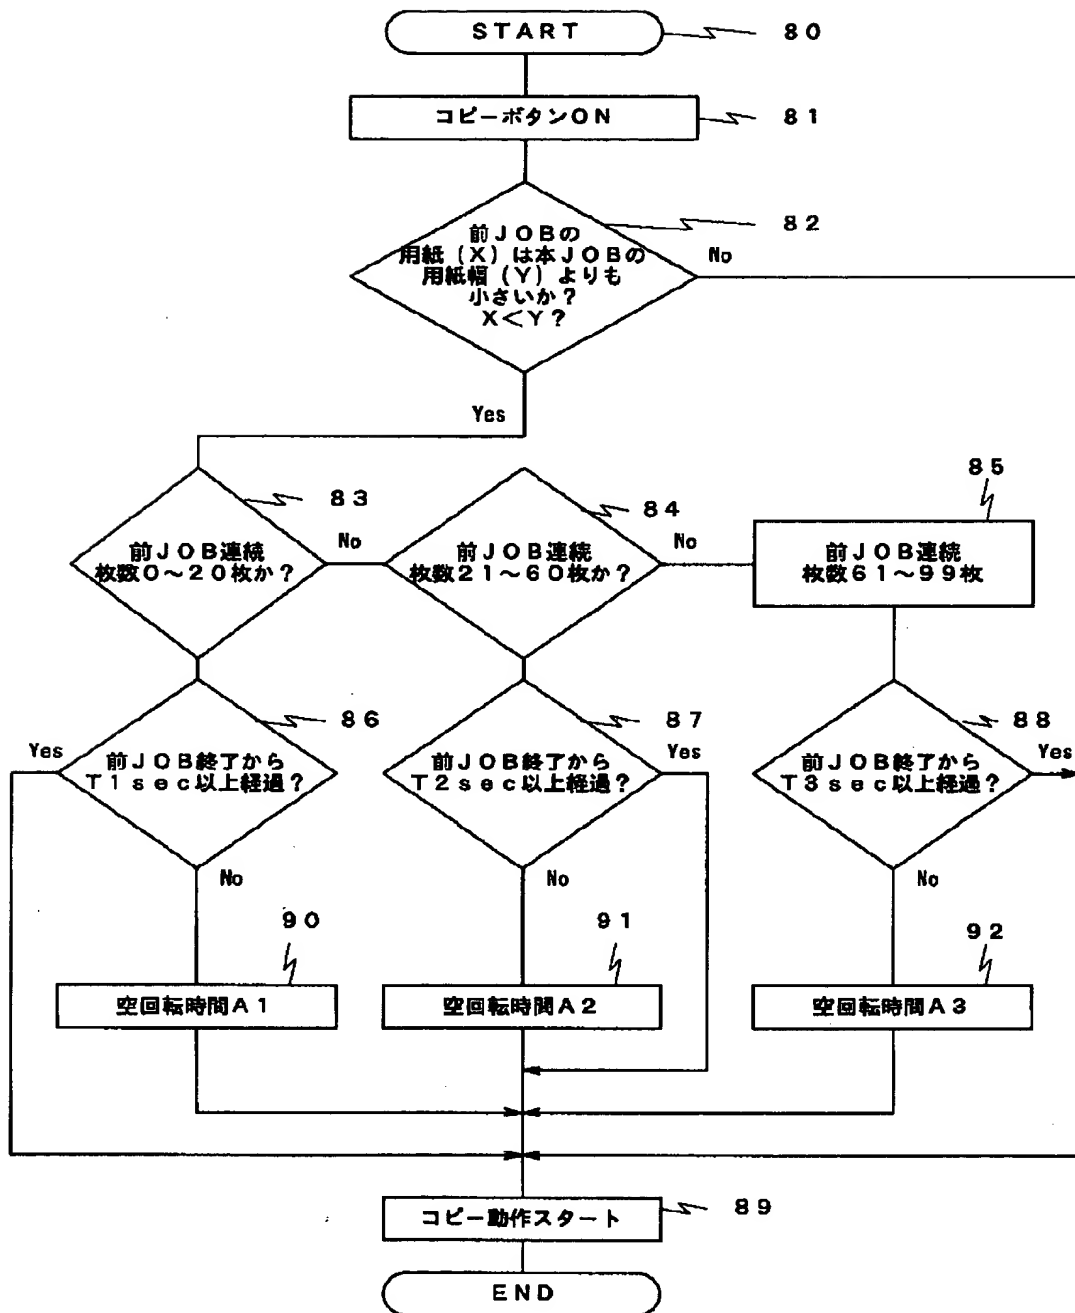 START
80
コピーボタンON
81
82
前JOBの
用紙（X）は本JOBの
用紙幅（Y）よりも
小さいか？
X＜Y？
No
Yes
83
前JOB連続
枚数0～20枚か？
No
84
前JOB連続
枚数21～60枚か？
No
85
前JOB連続
枚数61～99枚
86
Yes
前JOB終了から
T1sec以上経過？
No
87
Yes
前JOB終了から
T2sec以上経過？
No
88
Yes
前JOB終了から
T3sec以上経過？
No
90
空回転時間A1
91
空回転時間A2
92
空回転時間A3
コピー動作スタート
89
END